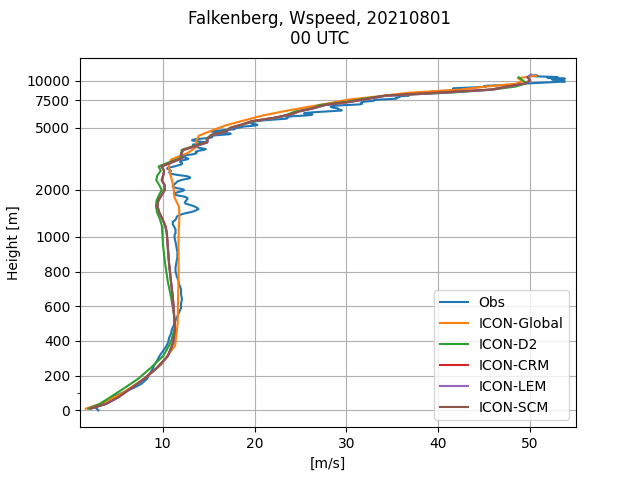 Falkenberg, Wspeed, 20210801
00 UTC
Height [m]
10000
7500
5000
2000
1000
800
600
400
200
0
10 20 30 40 50
[m/s]
Obs
ICON-Global
ICON-D2
ICON-CRM
ICON-LEM
ICON-SCM